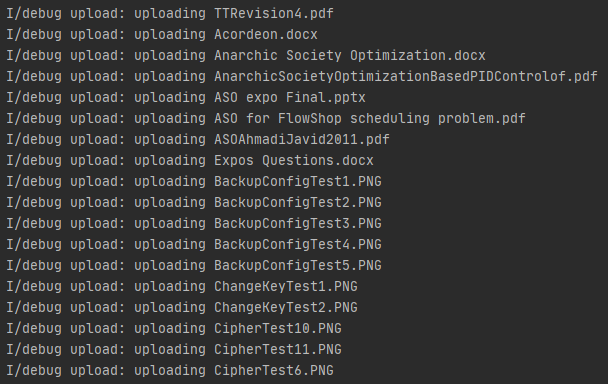 I/debug upload: uploading TTRevision4.pdf
I/debug upload: uploading Acordeon.docx
I/debug upload: uploading Anarchic Society Optimization.docx
I/debug upload: uploading AnarchicSocietyOptimizationBasedPIDControlof.pdf
I/debug upload: uploading ASO expo Final.pptx
I/debug upload: uploading ASO for FlowShop scheduling problem.pdf
I/debug upload: uploading ASOAhmadiJavid2011.pdf
I/debug upload: uploading Expos Questions.docx
I/debug upload: uploading BackupConfigTest1.PNG
I/debug upload: uploading BackupConfigTest2.PNG
I/debug upload: uploading BackupConfigTest3.PNG
I/debug upload: uploading BackupConfigTest4.PNG
I/debug upload: uploading BackupConfigTest5.PNG
I/debug upload: uploading ChangeKeyTest1.PNG
I/debug upload: uploading ChangeKeyTest2.PNG
I/debug upload: uploading CipherTest10.PNG
I/debug upload: uploading CipherTest11.PNG
I/debug upload: uploading CipherTest6.PNG